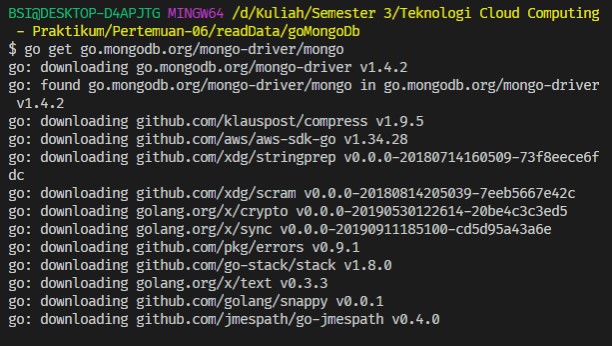 BSI@DESKTOP-D4APJTG MINGW64 /d/Kuliah/Semester 3/Teknologi Cloud Computing
- Praktikum/Pertemuan-06/readData/goMongoDb
$ go get go.mongodb.org/mongo-driver/mongo
go: downloading go.mongodb.org/mongo-driver v1.4.2
go: found go.mongodb.org/mongo-driver/mongo in go.mongodb.org/mongo-driver
v1.4.2
go: downloading github.com/klauspost/compress v1.9.5
go: downloading github.com/aws/aws-sdk-go v1.34.28
go: downloading github.com/xdg/stringprep v0.0.0-20180714160509-73f8eece6f
dc
go: downloading github.com/xdg/scram v0.0.0-20180814205039-7eeb5667e42c
go: downloading golang.org/x/crypto v0.0.0-20190530122614-20be4c3c3ed5
go: downloading golang.org/x/sync v0.0.0-20190911185100-cd5d95a43a6e
go: downloading github.com/pkg/errors v0.9.1
go: downloading github.com/go-stack/stack v1.8.0
go: downloading golang.org/x/text v0.3.3
go: downloading github.com/golang/snappy v0.0.1
go: downloading github.com/jmespath/go-jmespath v0.4.0